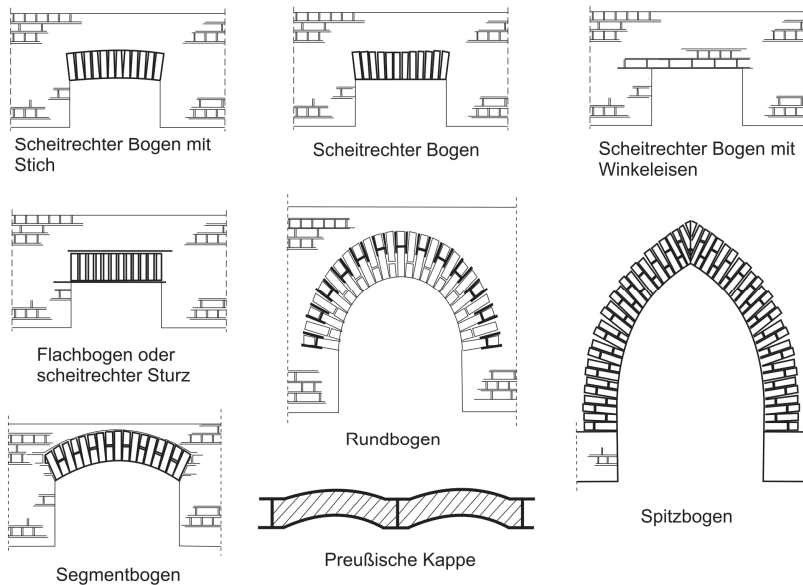 Scheitrechter Bogen mit
Stich
Scheitrechter Bogen
Scheitrechter Bogen mit
Winkeleisen
Flachbogen oder
scheitrechter Sturz
Rundbogen
Spitzbogen
Segmentbogen
Preußische Kappe